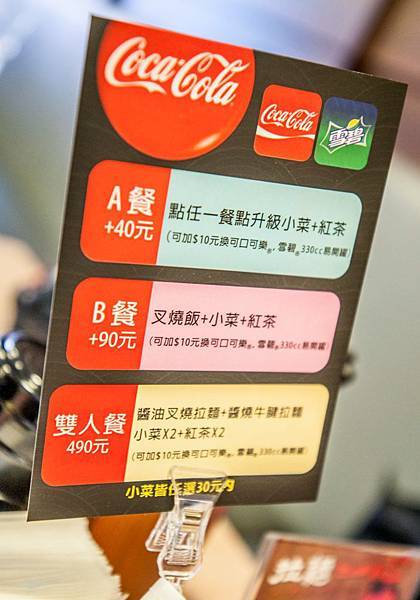 Coca-Cola
Coca-Cola
雪碧
A餐
+40元
點任一餐點升級小菜+紅茶
(可加$10元換可口可樂®, 雪碧®330cc易開罐)
B餐
+90元
叉燒飯+小菜+紅茶
(可加$10元換可口可樂®, 雪碧®330cc易開罐)
雙人餐
490元
醬油叉燒拉麵+醬燒牛腱拉麵
小菜X2+紅茶X2
(可加$10元換可口可樂®, 雪碧®330cc易開罐)
小菜皆任選30元內
拉麵